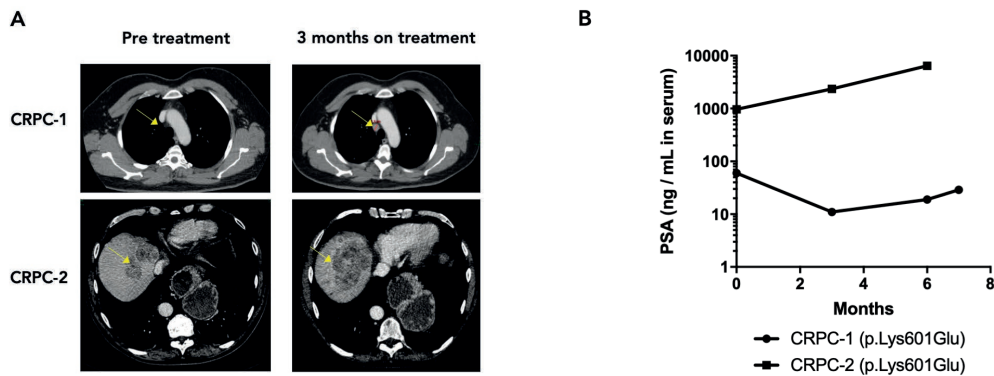 A
Pre treatment
3 months on treatment
CRPC-1
CRPC-2
B
PSA (ng / mL in serum)
10000
1000
100
10
1
0 2 4 6 8
Months
CRPC-1 (p.Lys601Glu)
CRPC-2 (p.Lys601Glu)